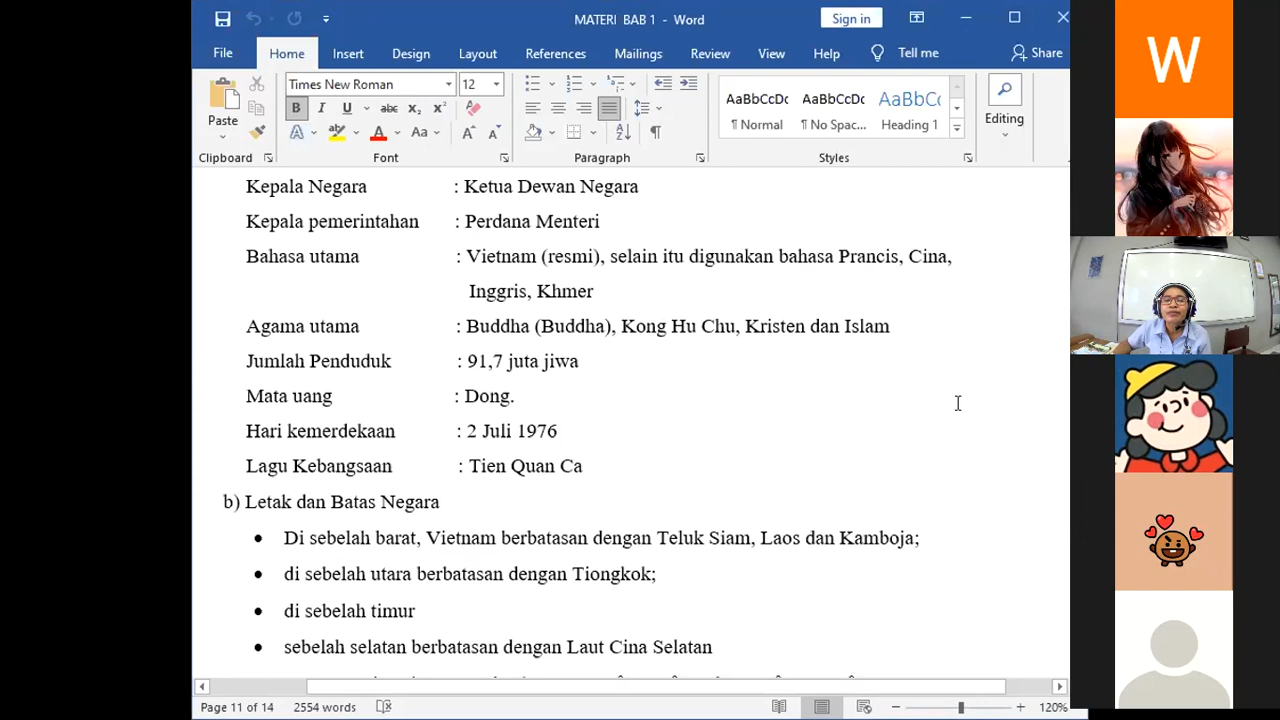 MATERI BAB 1 - Word
Sign in
File Home Insert Design Layout References Mailings Review View Help Tell me Share
Times New Roman 12
Paste
B I U abc X₂ X² A
A A Aa A A
AaBbCcDc AaBbCcDc AaBbCc
¶ Normal ¶ No Spac... Heading 1
Editing
Clipboard Font Paragraph Styles
Kepala Negara : Ketua Dewan Negara
Kepala pemerintahan : Perdana Menteri
Bahasa utama : Vietnam (resmi), selain itu digunakan bahasa Prancis, Cina,
Inggris, Khmer
Agama utama : Buddha (Buddha), Kong Hu Chu, Kristen dan Islam
Jumlah Penduduk : 91,7 juta jiwa
Mata uang : Dong.
Hari kemerdekaan : 2 Juli 1976
Lagu Kebangsaan : Tien Quan Ca
b) Letak dan Batas Negara
• Di sebelah barat, Vietnam berbatasan dengan Teluk Siam, Laos dan Kamboja;
• di sebelah utara berbatasan dengan Tiongkok;
• di sebelah timur
• sebelah selatan berbatasan dengan Laut Cina Selatan
Page 11 of 14 2554 words 120%
W